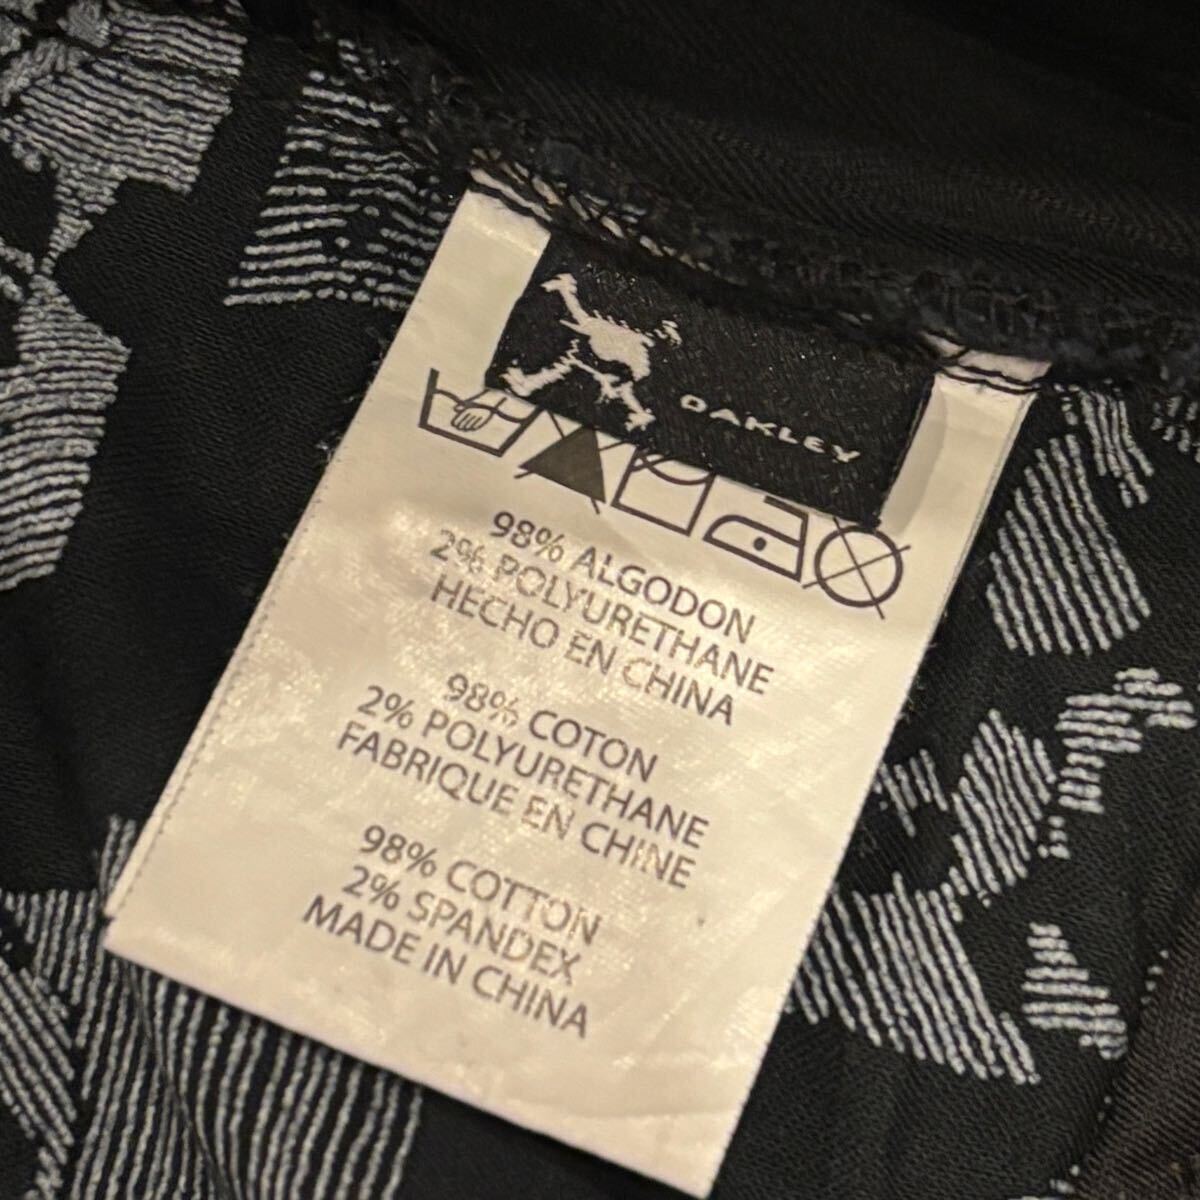 OAKLEY
98% ALGODON
2% POLYURETHANE
HECHO EN CHINA
98% COTON
2% POLYURETHANE
FABRIQUE EN CHINE
98% COTTON
2% SPANDEX
MADE IN CHINA